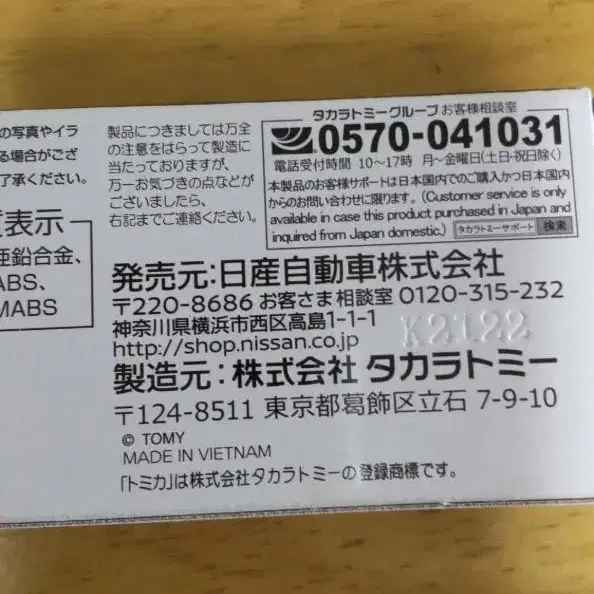 の写真やイラ
る場合がござ
了承ください。
表示
亜鉛合金、
ABS、
MABS
製品につきましては万全
の注意をはらって製造に
当たっておりますが、
万一お気づきの点などが
ございましたら、
右記までご連絡ください。
タカラトミーグループお客様相談室
0570-041031
電話受付時間 10〜17時 月〜金曜日(土日・祝日除く)
本製品のお客様サポートは日本国内でのご購入かつ日本国内
からのお問い合わせに限ります。(Customer service is only
available in case this product purchased in Japan and
inquired from Japan domestic.) タカラトミーサポート 検索
発売元:日産自動車株式会社
〒220-8686 お客さま相談室 0120-315-232
神奈川県横浜市西区高島1-1-1
http://shop.nissan.co.jp
K2122
製造元:株式会社 タカラトミー
〒124-8511 東京都葛飾区立石 7-9-10
© TOMY
MADE IN VIETNAM
「トミカ」は株式会社タカラトミーの登録商標です。